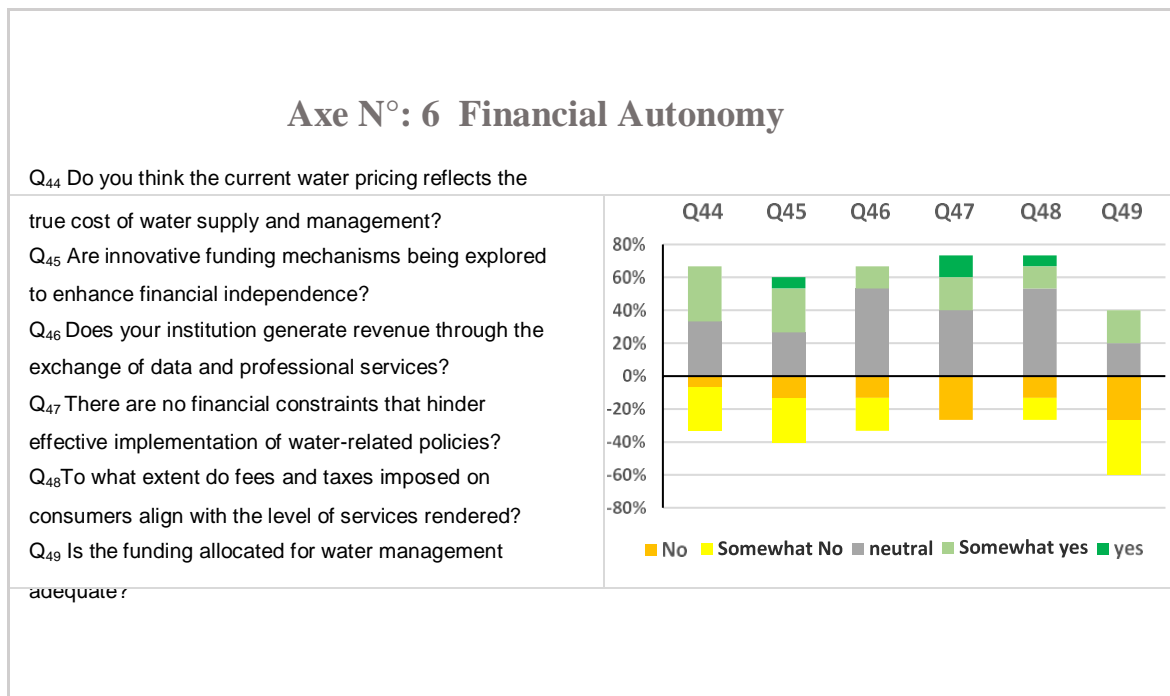 Axe N°: 6 Financial Autonomy
Q44 Do you think the current water pricing reflects the
true cost of water supply and management?
Q45 Are innovative funding mechanisms being explored
to enhance financial independence?
Q46 Does your institution generate revenue through the
exchange of data and professional services?
Q47 There are no financial constraints that hinder
effective implementation of water-related policies?
Q48To what extent do fees and taxes imposed on
consumers align with the level of services rendered?
Q49 Is the funding allocated for water management
adequate?
Q44 Q45 Q46 Q47 Q48 Q49
80%
60%
40%
20%
0%
-20%
-40%
-60%
-80%
No Somewhat No neutral Somewhat yes yes